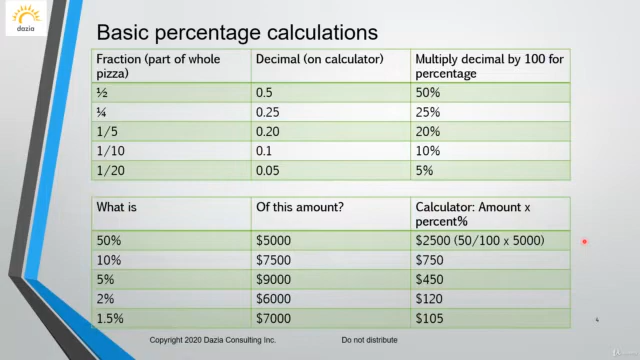 dazia
Basic percentage calculations
Fraction (part of whole pizza) Decimal (on calculator) Multiply decimal by 100 for percentage
½ 0.5 50%
¼ 0.25 25%
1/5 0.20 20%
1/10 0.1 10%
1/20 0.05 5%
What is Of this amount? Calculator: Amount x percent%
50% $5000 $2500 (50/100 x 5000)
10% $7500 $750
5% $9000 $450
2% $6000 $120
1.5% $7000 $105
Copyright 2020 Dazia Consulting Inc. Do not distribute